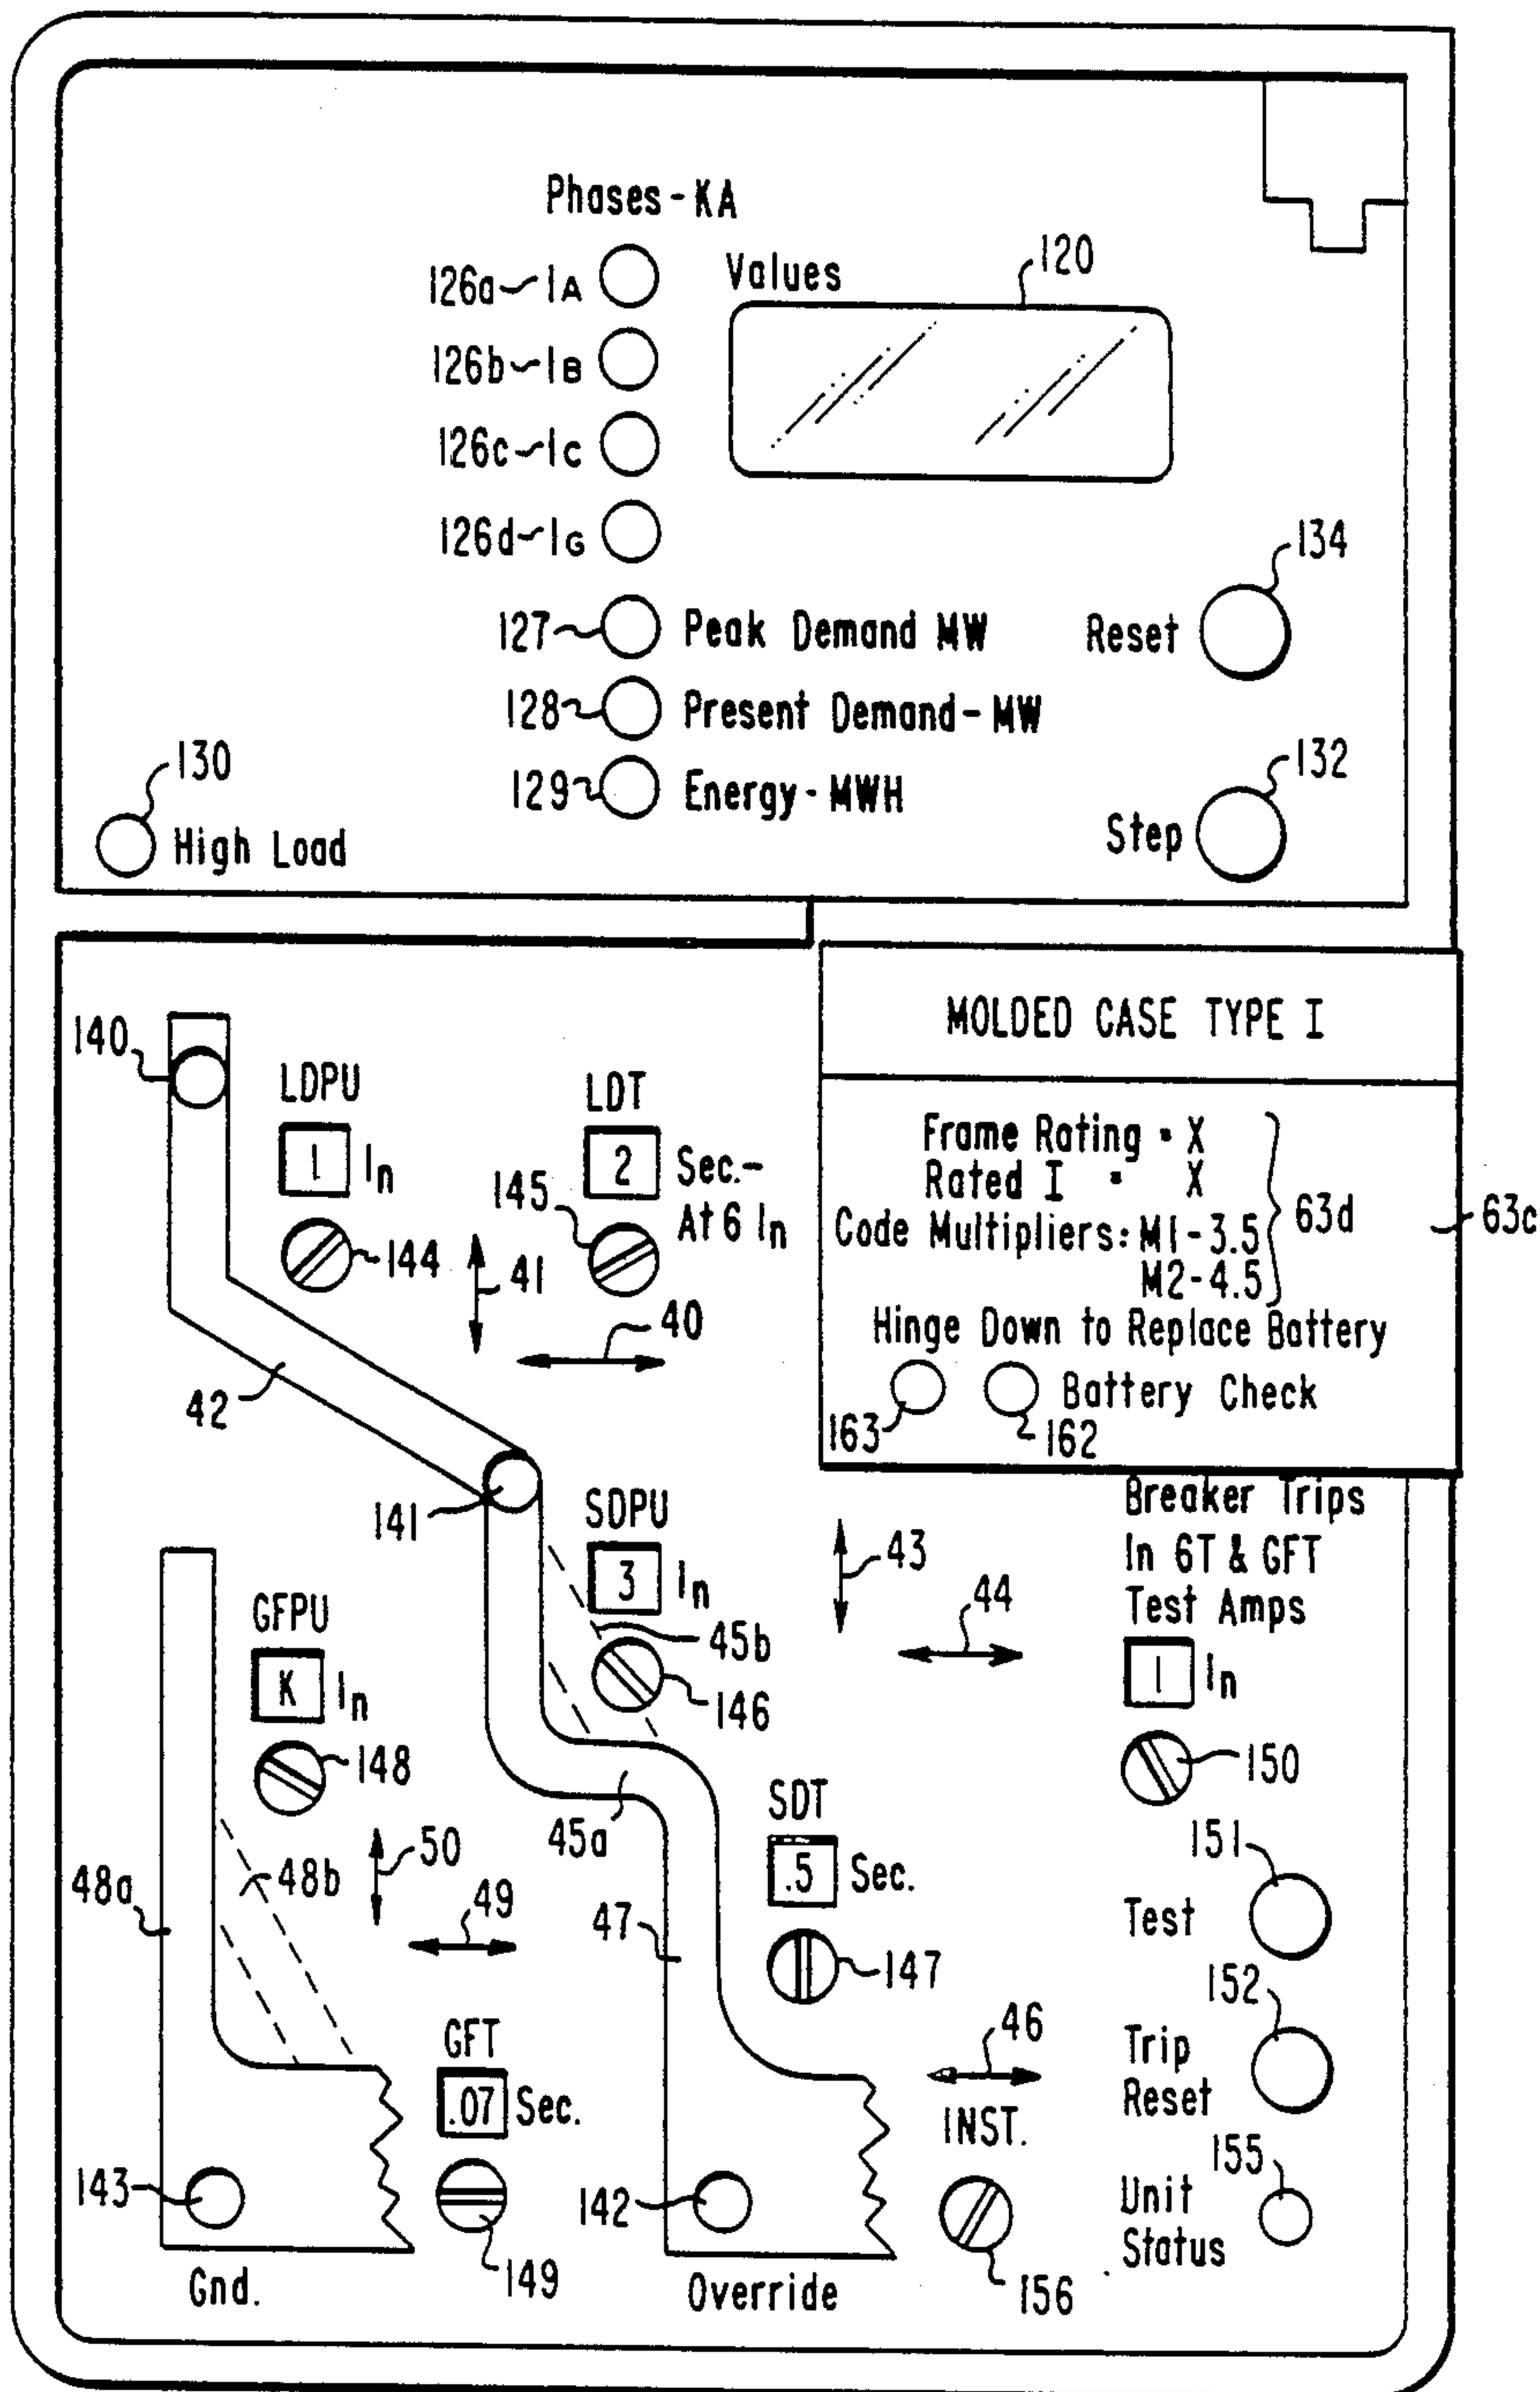 Phases-KA
126a IA
Values
120
126b IB
126c IC
126d IG
134
127 Peak Demand MW
Reset
128 Present Demand-MW
130
132
129 Energy-MWH
High Load
Step
MOLDED CASE TYPE I
Frame Rating = X
Rated I = X
Code Multipliers: M1-3.5
M2-4.5
63d
63c
Hinge Down to Replace Battery
Battery Check
163
162
140
LDPU
1 In
144
LDT
2 Sec.-
At 6 In
145
41
40
42
141
SDPU
3 In
45b
146
43
44
Breaker Trips
In 6T & GFT
Test Amps
1 In
150
GFPU
K In
148
50
48a
48b
49
45a
SDT
.5 Sec.
47
147
151
Test
152
Trip
Reset
GFT
.07 Sec.
46
INST.
155
Unit
Status
143
149
142
156
Gnd.
Override